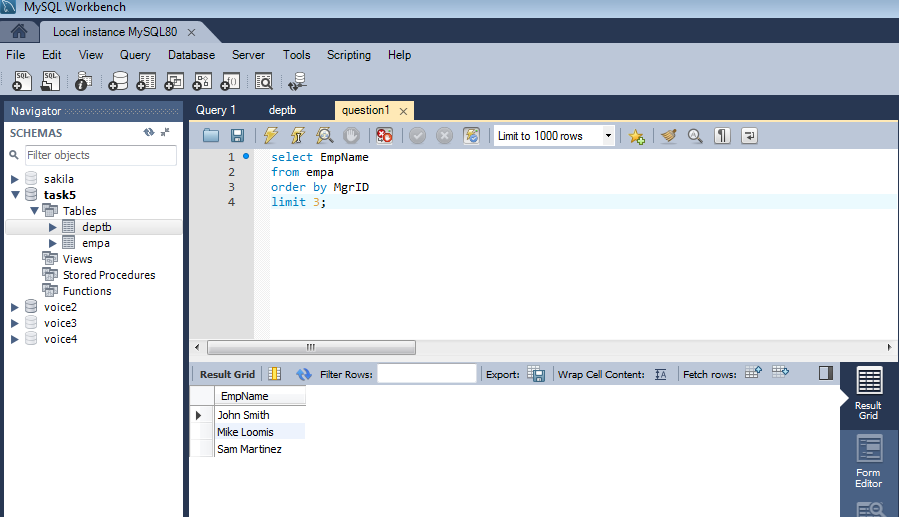 MySQL Workbench
Local instance MySQL80
File Edit View Query Database Server Tools Scripting Help
Navigator
SCHEMAS
Filter objects
sakila
task5
Tables
deptb
empa
Views
Stored Procedures
Functions
voice2
voice3
voice4
Query 1 deptb question1
Limit to 1000 rows
1 select EmpName
2 from empa
3 order by MgrID
4 limit 3;
Result Grid Filter Rows: Export: Wrap Cell Content: Fetch rows:
EmpName
John Smith
Mike Loomis
Sam Martinez
Result
Grid
Form
Editor